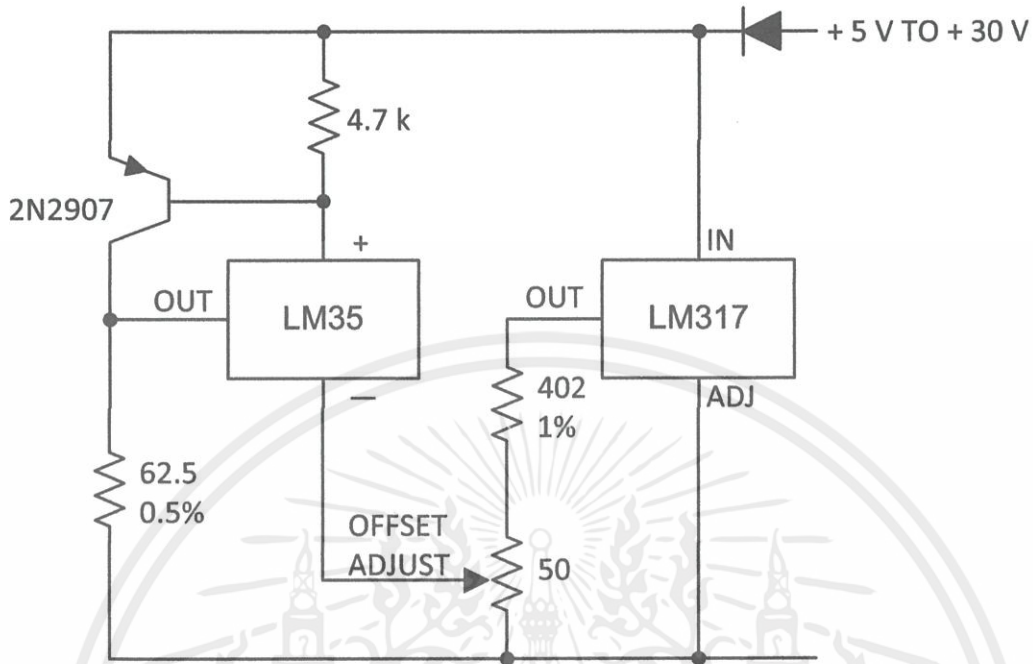 + 5 V TO + 30 V
4.7 k
2N2907
+
IN
OUT
LM35
OUT
LM317
—
ADJ
402
1%
62.5
0.5%
OFFSET
ADJUST
50